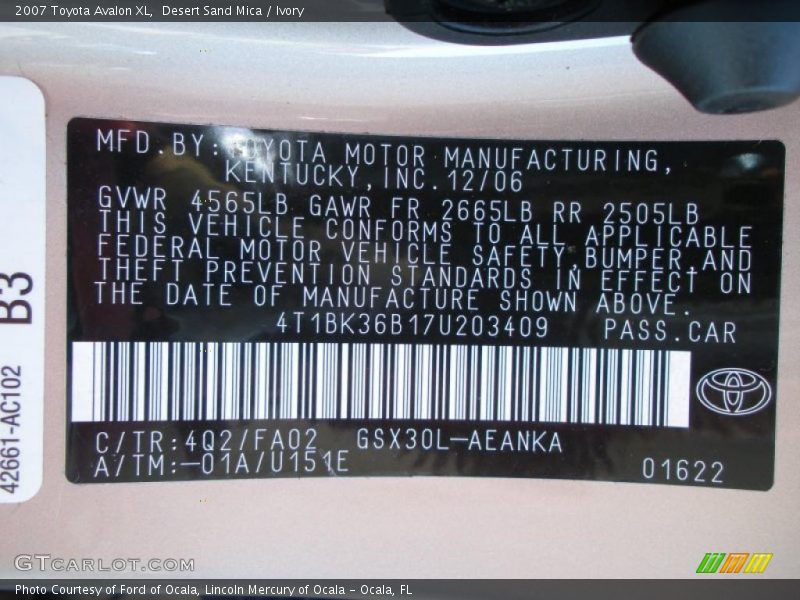 2007 Toyota Avalon XL, Desert Sand Mica / Ivory
MFD.BY:TOYOTA MOTOR MANUFACTURING,
KENTUCKY,INC.12/06
GVWR 4565LB GAWR FR 2665LB RR 2505LB
THIS VEHICLE CONFORMS TO ALL APPLICABLE
FEDERAL MOTOR VEHICLE SAFETY,BUMPER AND
THEFT PREVENTION STANDARDS IN EFFECT ON
THE DATE OF MANUFACTURE SHOWN ABOVE.
4T1BK36B17U203409 PASS.CAR
C/TR:4Q2/FA02 GSX30L-AEANKA
A/TM:-01A/U151E
01622
B3
42661-AC102
GTCARLOT.COM
Photo Courtesy of Ford of Ocala, Lincoln Mercury of Ocala - Ocala, FL